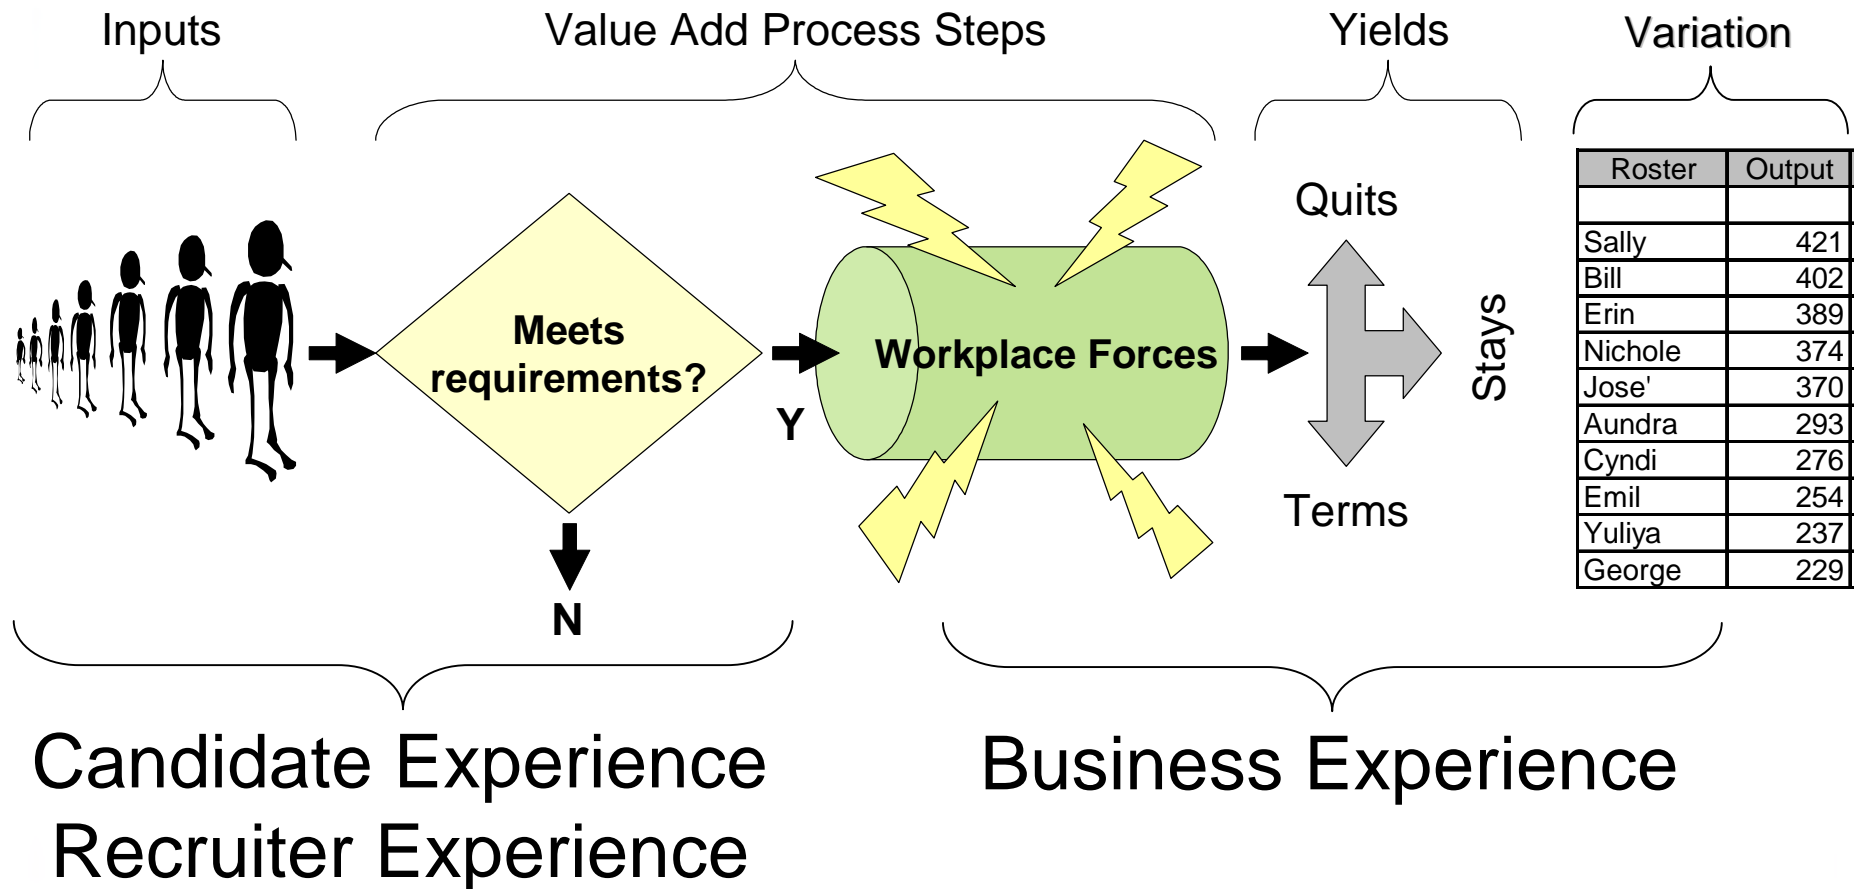 Inputs
Value Add Process Steps
Yields
Variation
Meets
requirements?
Y
N
Workplace Forces
Quits
Stays
Terms
Roster Output
Sally 421
Bill 402
Erin 389
Nichole 374
Jose' 370
Aundra 293
Cyndi 276
Emil 254
Yuliya 237
George 229
Candidate Experience
Recruiter Experience
Business Experience